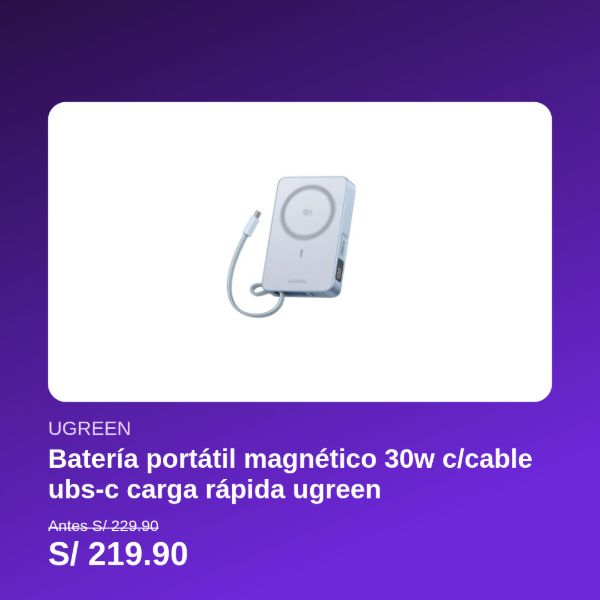 UGREEN
Batería portátil magnético 30w c/cable
ubs-c carga rápida ugreen
Antes S/ 229.90
S/ 219.90